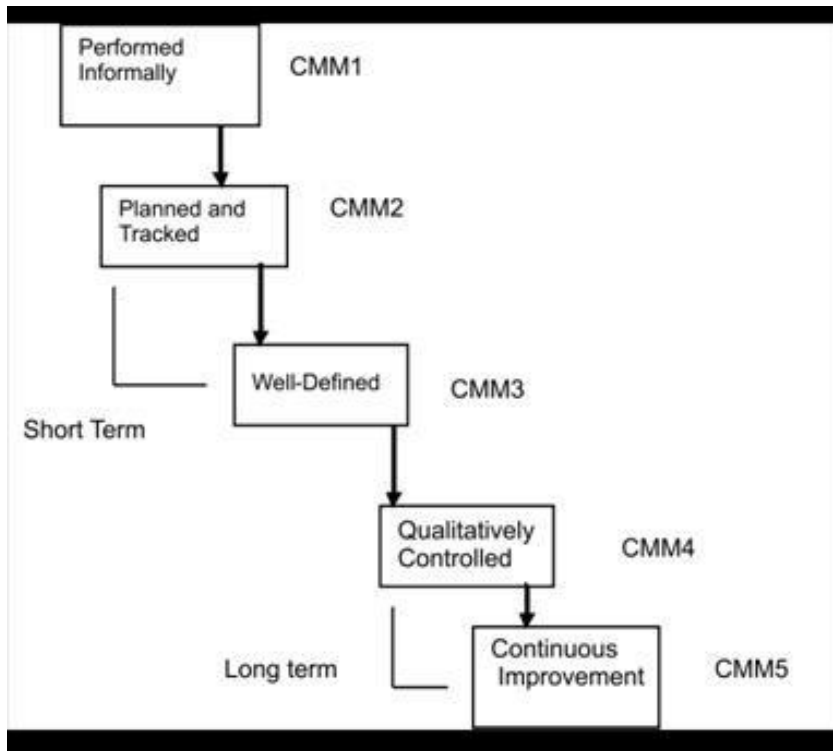 Performed
Informally
CMM1
Planned and
Tracked
CMM2
Well-Defined
CMM3
Short Term
Qualitatively
Controlled
CMM4
Continuous
Improvement
Long term
CMM5